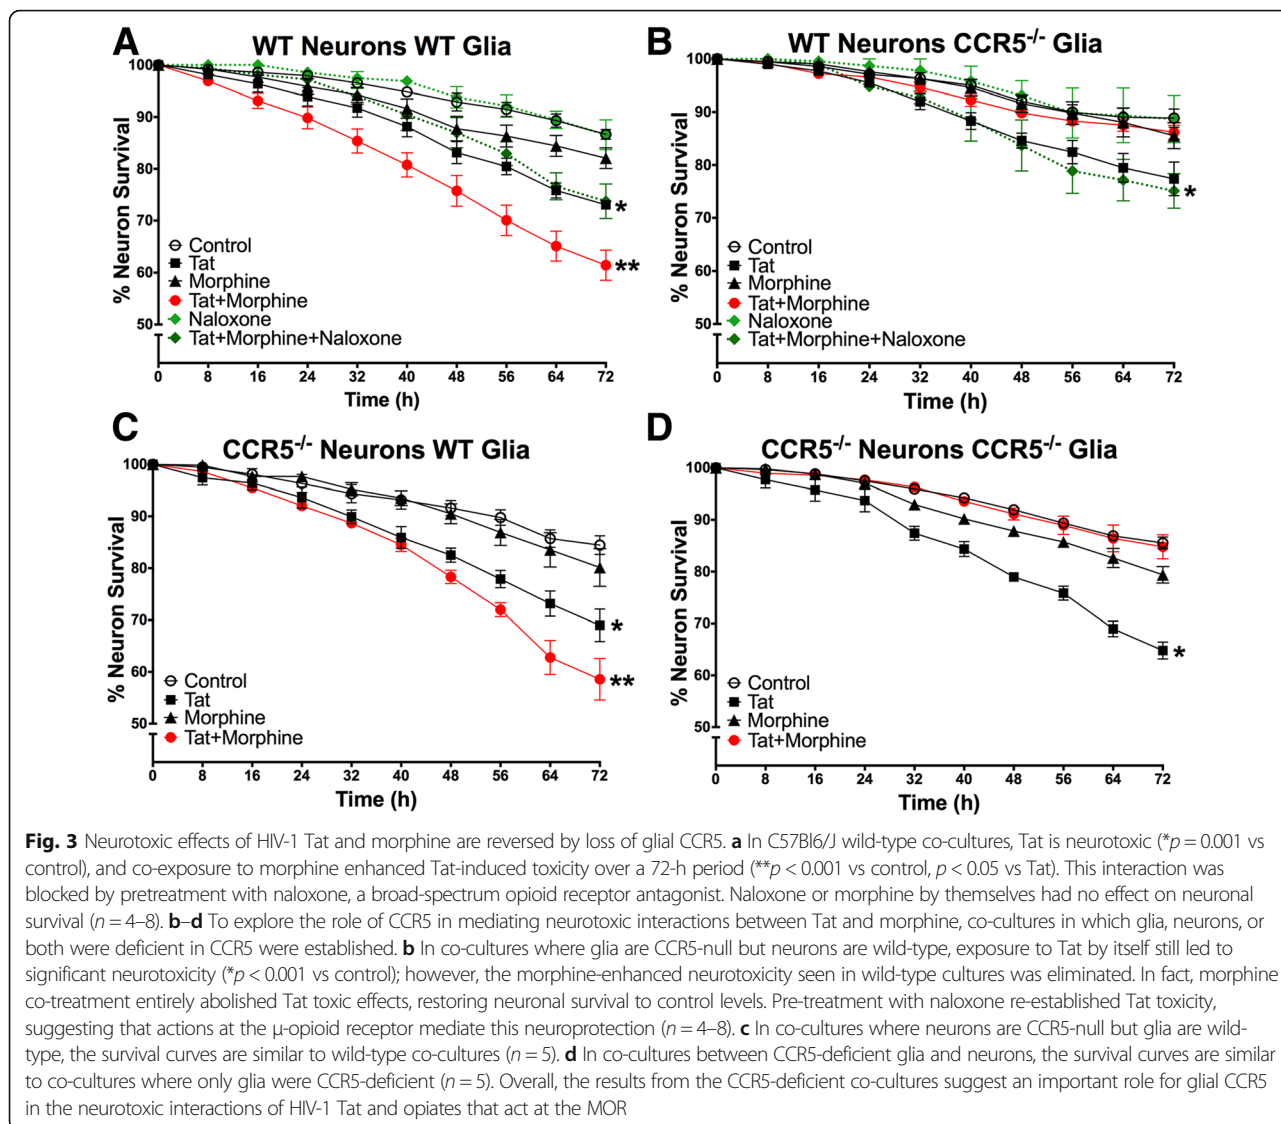 A
WT Neurons WT Glia
% Neuron Survival
100
90
80
70
60
50
Control
Tat
Morphine
Tat+Morphine
Naloxone
Tat+Morphine+Naloxone
*
**
0 8 16 24 32 40 48 56 64 72
Time (h)
B
WT Neurons CCR5-/- Glia
% Neuron Survival
100
90
80
70
60
50
Control
Tat
Morphine
Tat+Morphine
Naloxone
Tat+Morphine+Naloxone
*
0 8 16 24 32 40 48 56 64 72
Time (h)
C
CCR5-/- Neurons WT Glia
% Neuron Survival
100
90
80
70
60
50
Control
Tat
Morphine
Tat+Morphine
*
**
0 8 16 24 32 40 48 56 64 72
Time (h)
D
CCR5-/- Neurons CCR5-/- Glia
% Neuron Survival
100
90
80
70
60
50
Control
Tat
Morphine
Tat+Morphine
*
0 8 16 24 32 40 48 56 64 72
Time (h)
Fig. 3 Neurotoxic effects of HIV-1 Tat and morphine are reversed by loss of glial CCR5. a In C57Bl6/J wild-type co-cultures, Tat is neurotoxic (*p = 0.001 vs
control), and co-exposure to morphine enhanced Tat-induced toxicity over a 72-h period (**p < 0.001 vs control, p < 0.05 vs Tat). This interaction was
blocked by pretreatment with naloxone, a broad-spectrum opioid receptor antagonist. Naloxone or morphine by themselves had no effect on neuronal
survival (n = 4–8). b–d To explore the role of CCR5 in mediating neurotoxic interactions between Tat and morphine, co-cultures in which glia, neurons, or
both were deficient in CCR5 were established. b In co-cultures where glia are CCR5-null but neurons are wild-type, exposure to Tat by itself still led to
significant neurotoxicity (*p < 0.001 vs control); however, the morphine-enhanced neurotoxicity seen in wild-type cultures was eliminated. In fact, morphine
co-treatment entirely abolished Tat toxic effects, restoring neuronal survival to control levels. Pre-treatment with naloxone re-established Tat toxicity,
suggesting that actions at the μ-opioid receptor mediate this neuroprotection (n = 4–8). c In co-cultures where neurons are CCR5-null but glia are wild-
type, the survival curves are similar to wild-type co-cultures (n = 5). d In co-cultures between CCR5-deficient glia and neurons, the survival curves are similar
to co-cultures where only glia were CCR5-deficient (n = 5). Overall, the results from the CCR5-deficient co-cultures suggest an important role for glial CCR5
in the neurotoxic interactions of HIV-1 Tat and opiates that act at the MOR